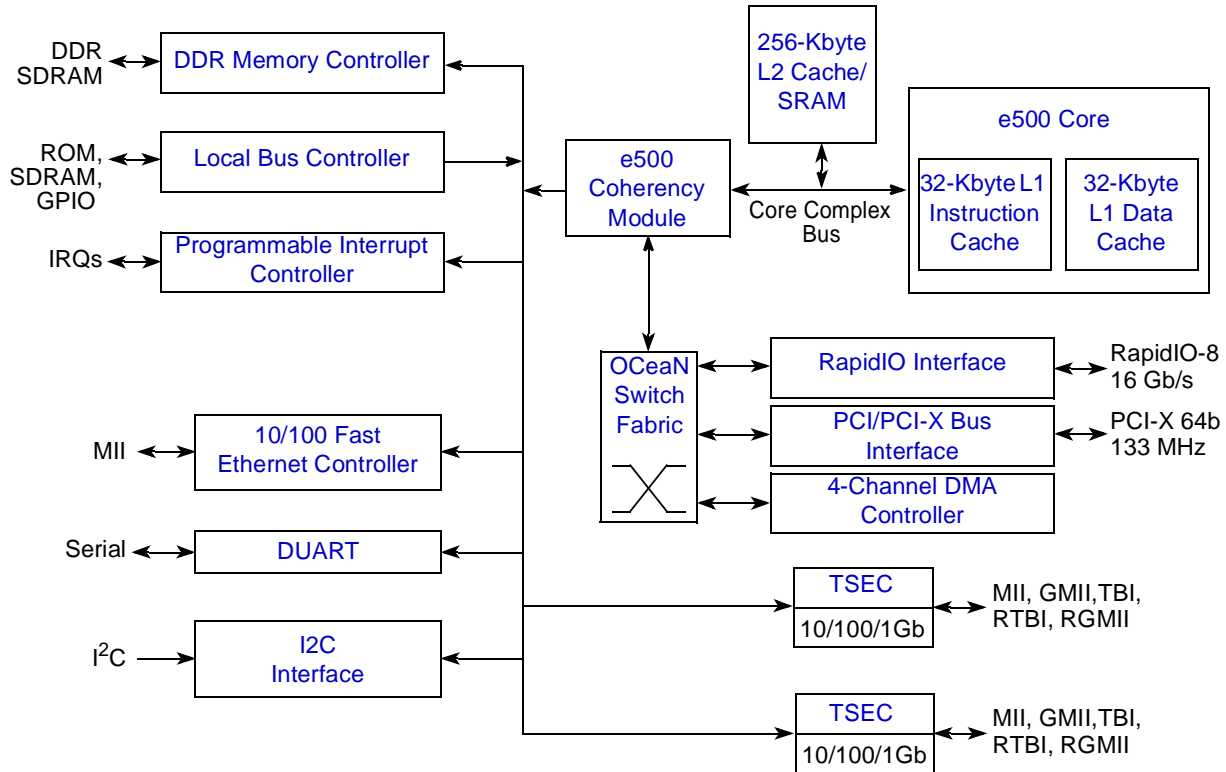 DDR
SDRAM
DDR Memory Controller
256-Kbyte
L2 Cache/
SRAM
e500 Core
32-Kbyte L1
Instruction
Cache
32-Kbyte
L1 Data
Cache
ROM,
SDRAM,
GPIO
Local Bus Controller
e500
Coherency
Module
Core Complex
Bus
IRQs
Programmable Interrupt
Controller
OCeaN
Switch
Fabric
RapidIO Interface
RapidIO-8
16 Gb/s
PCI/PCI-X Bus
Interface
PCI-X 64b
133 MHz
4-Channel DMA
Controller
MII
10/100 Fast
Ethernet Controller
Serial
DUART
TSEC
10/100/1Gb
MII, GMII,TBI,
RTBI, RGMII
I²C
I2C
Interface
TSEC
10/100/1Gb
MII, GMII,TBI,
RTBI, RGMII